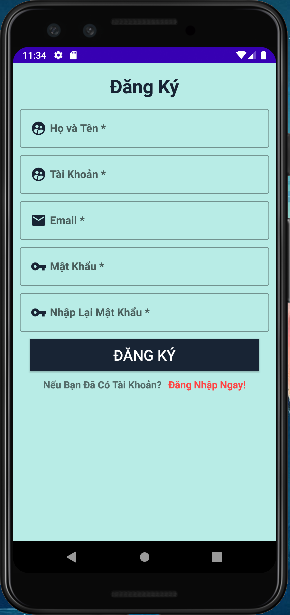 11:34
Đăng Ký
Họ và Tên *
Tài Khoản *
Email *
Mật Khẩu *
Nhập Lại Mật Khẩu *
ĐĂNG KÝ
Nếu Bạn Đã Có Tài Khoản? Đăng Nhập Ngay!